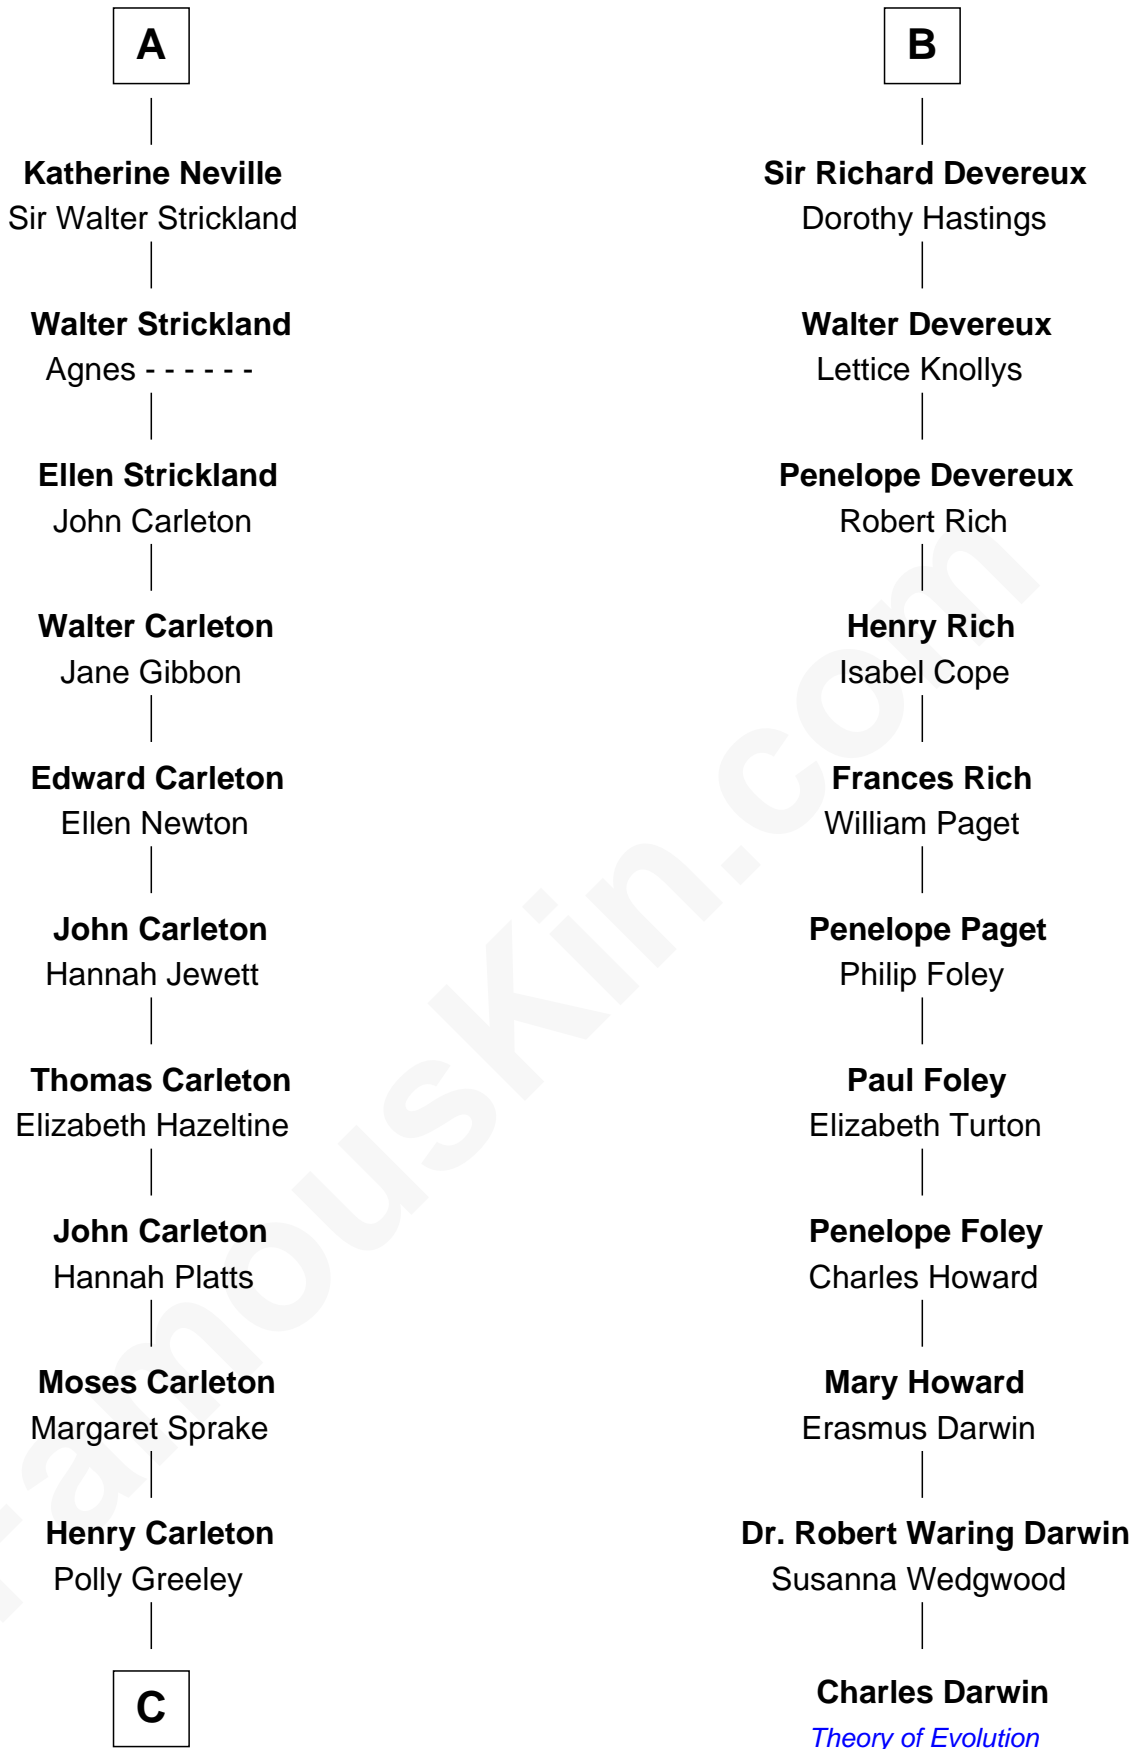 A
Katherine Neville
Sir Walter Strickland
Walter Strickland
Agnes - - - - - -
Ellen Strickland
John Carleton
Walter Carleton
Jane Gibbon
Edward Carleton
Ellen Newton
John Carleton
Hannah Jewett
Thomas Carleton
Elizabeth Hazeltine
John Carleton
Hannah Platts
Moses Carleton
Margaret Sprake
Henry Carleton
Polly Greeley
C
B
Sir Richard Devereux
Dorothy Hastings
Walter Devereux
Lettice Knollys
Penelope Devereux
Robert Rich
Henry Rich
Isabel Cope
Frances Rich
William Paget
Penelope Paget
Philip Foley
Paul Foley
Elizabeth Turton
Penelope Foley
Charles Howard
Mary Howard
Erasmus Darwin
Dr. Robert Waring Darwin
Susanna Wedgwood
Charles Darwin
Theory of Evolution
FamousKin.com